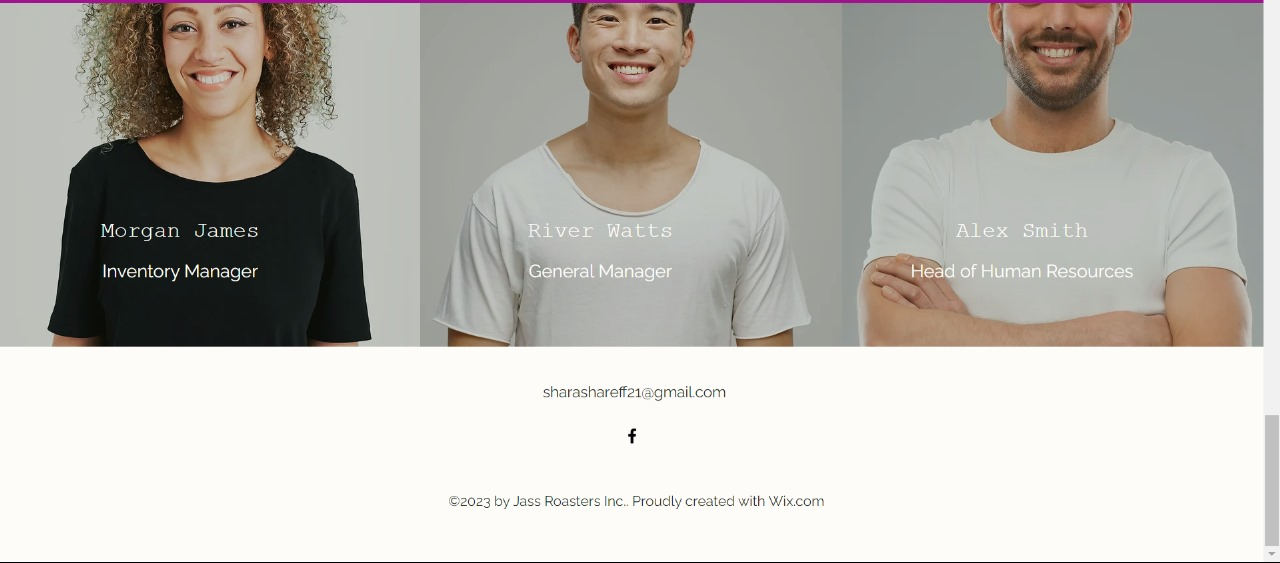 Morgan James
River Watts
Alex Smith
Inventory Manager
General Manager
Head of Human Resources
sharashareff21@gmail.com
©2023 by Jass Roasters Inc.. Proudly created with Wix.com